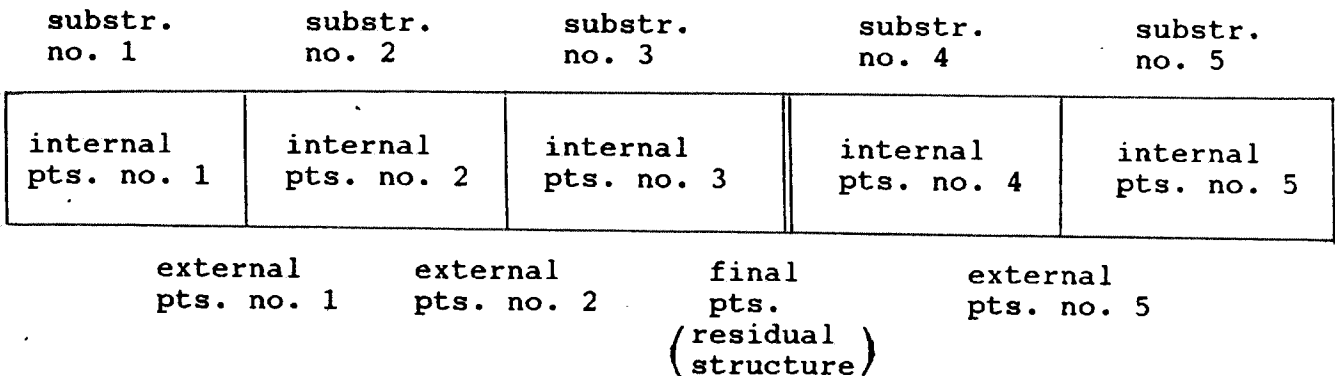 substr. substr. substr. substr. substr.
no. 1 no. 2 no. 3 no. 4 no. 5
internal internal internal internal internal
pts. no. 1 pts. no. 2 pts. no. 3 pts. no. 4 pts. no. 5
external external final external
pts. no. 1 pts. no. 2 pts. pts. no. 5
(residual
structure)